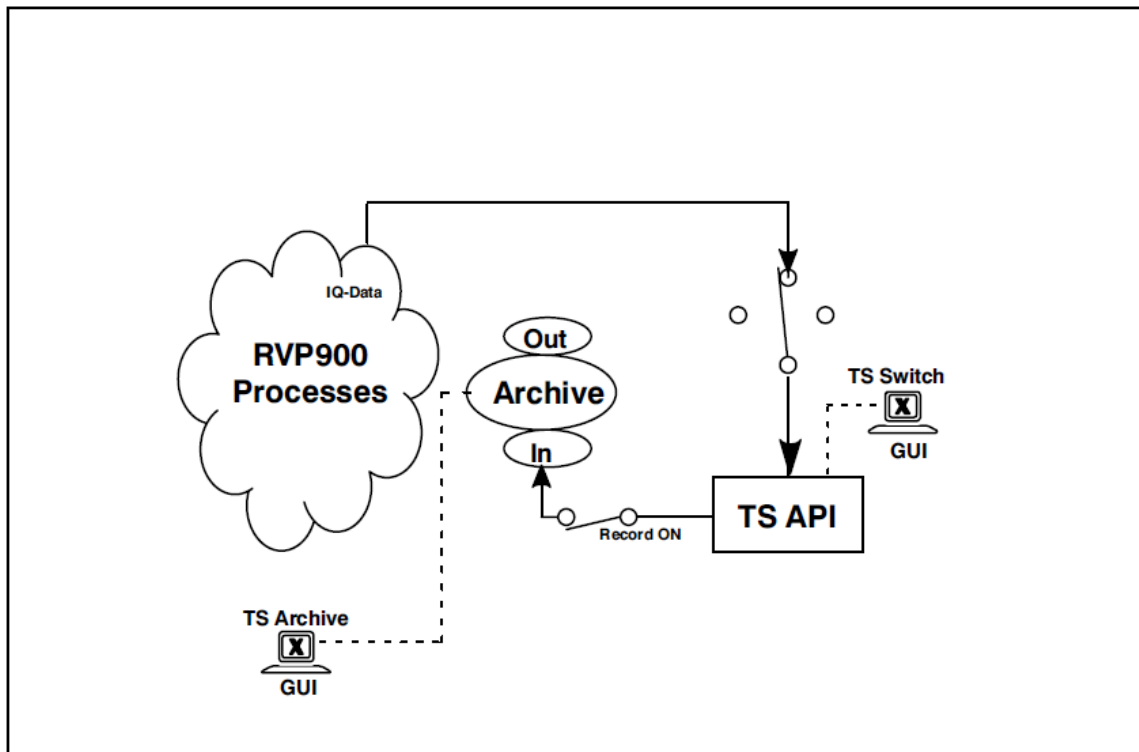 IQ-Data
RVP900
Processes
Out
Archive
In
TS Switch
X
GUI
TS API
Record ON
TS Archive
X
GUI